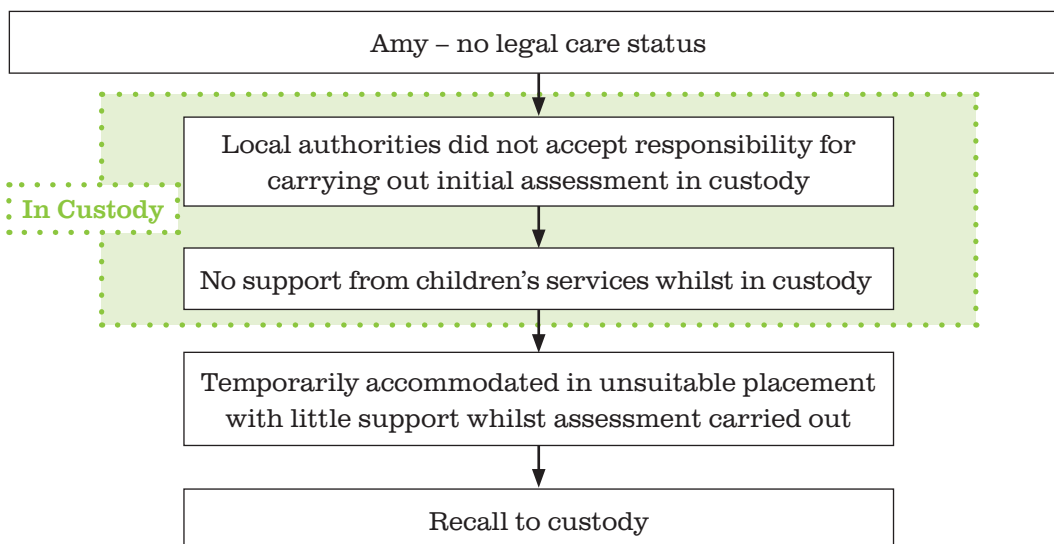 Amy – no legal care status
Local authorities did not accept responsibility for
carrying out initial assessment in custody
In Custody
No support from children’s services whilst in custody
Temporarily accommodated in unsuitable placement
with little support whilst assessment carried out
Recall to custody